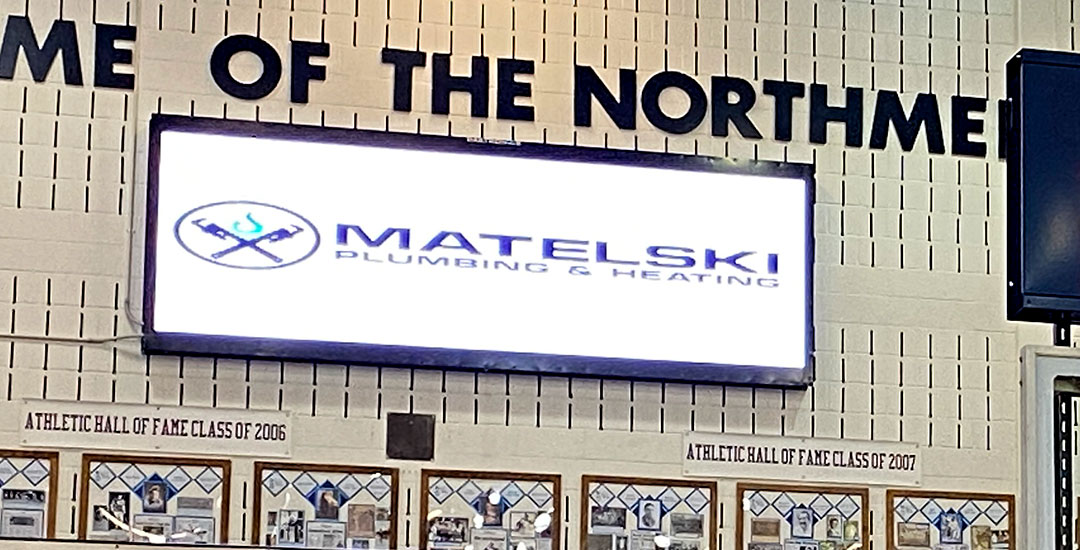 ME OF THE NORTHME
MATELSKI
PLUMBING & HEATING
ATHLETIC HALL OF FAME CLASS OF 2006
ATHLETIC HALL OF FAME CLASS OF 2007